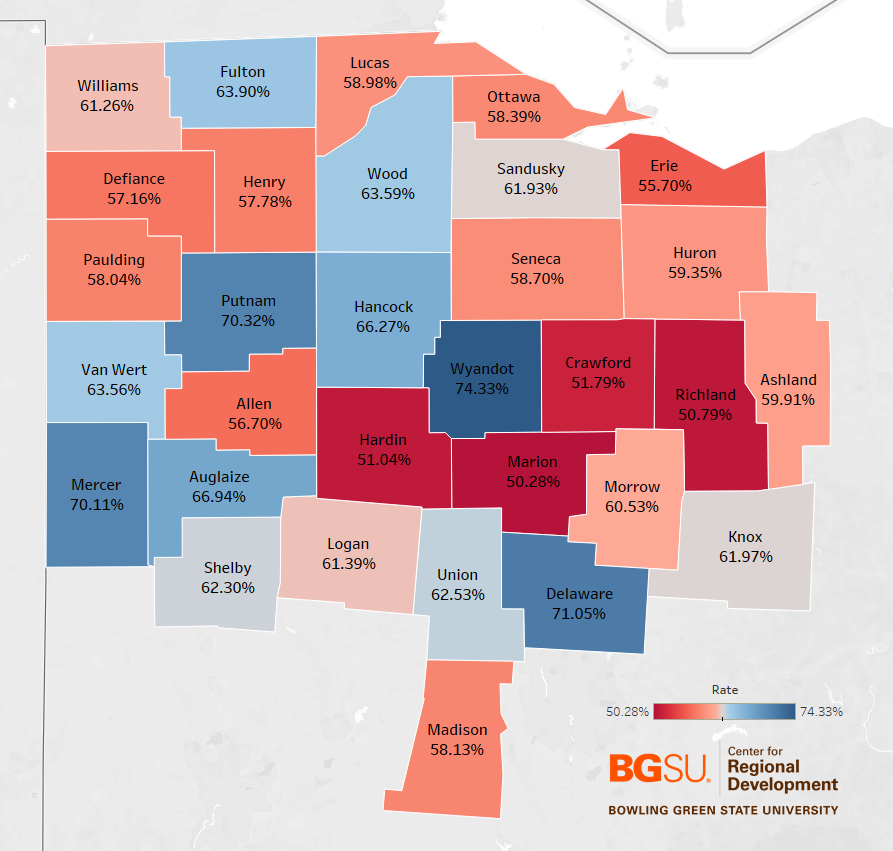 Williams
61.26%
Fulton
63.90%
Lucas
58.98%
Ottawa
58.39%
Defiance
57.16%
Henry
57.78%
Wood
63.59%
Sandusky
61.93%
Erie
55.70%
Paulding
58.04%
Putnam
70.32%
Hancock
66.27%
Seneca
58.70%
Huron
59.35%
Van Wert
63.56%
Allen
56.70%
Wyandot
74.33%
Crawford
51.79%
Richland
50.79%
Ashland
59.91%
Mercer
70.11%
Auglaize
66.94%
Hardin
51.04%
Marion
50.28%
Morrow
60.53%
Shelby
62.30%
Logan
61.39%
Union
62.53%
Delaware
71.05%
Knox
61.97%
Madison
58.13%
Rate
50.28% 74.33%
BGSU.
Center for
Regional
Development
BOWLING GREEN STATE UNIVERSITY